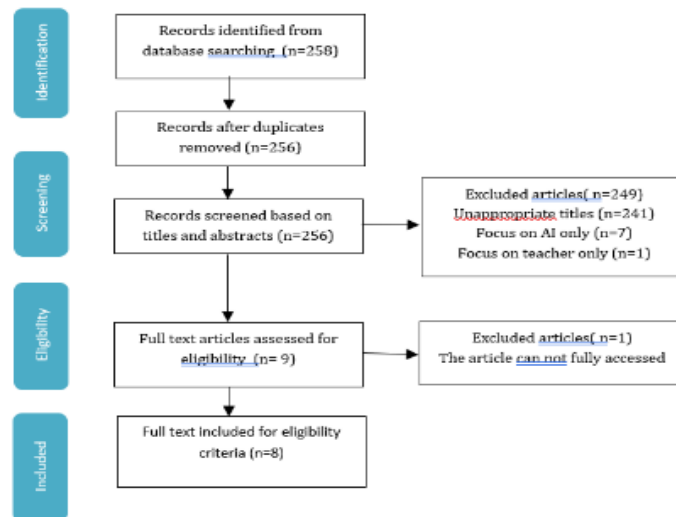 Identification
Records identified from
database searching (n=258)
Records after duplicates
removed (n=256)
Screening
Records screened based on
titles and abstracts (n=256)
Excluded articles( n=249)
Unappropriate titles (n=241)
Focus on AI only (n=7)
Focus on teacher only (n=1)
Eligibility
Full text articles assessed for
eligibility (n= 9)
Excluded articles( n=1)
The article can not fully accessed
Included
Full text included for eligibility
criteria (n=8)